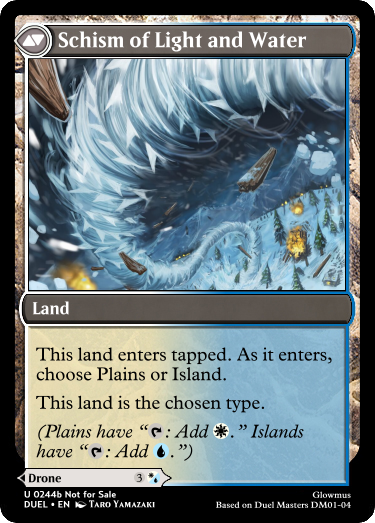 Schism of Light and Water
Land
This land enters tapped. As it enters,
choose Plains or Island.
This land is the chosen type.
(Plains have “: Add .” Islands
have “: Add .”)
Drone 3
U 0244b Not for Sale
DUEL • EN Taro Yamazaki
Glowmus
Based on Duel Masters DM01-04